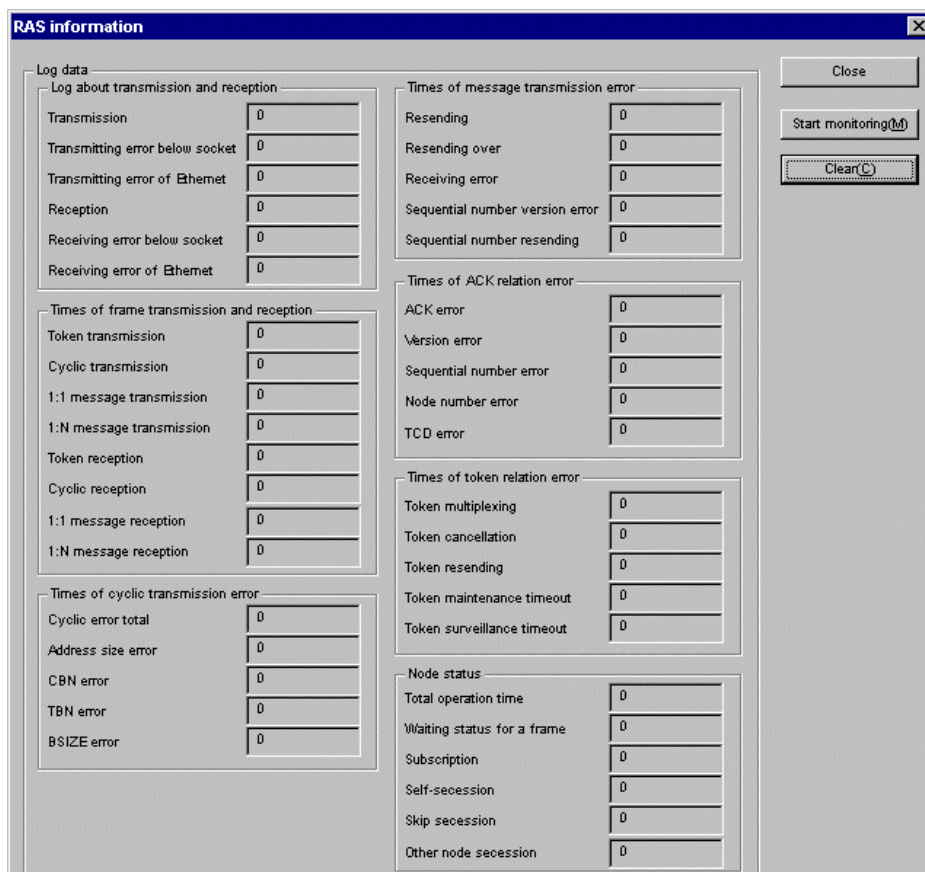 RAS information
Log data
Log about transmission and reception
Transmission 0
Transmitting error below socket 0
Transmitting error of Ethernet 0
Reception 0
Receiving error below socket 0
Receiving error of Ethernet 0
Times of frame transmission and reception
Token transmission 0
Cyclic transmission 0
1:1 message transmission 0
1:N message transmission 0
Token reception 0
Cyclic reception 0
1:1 message reception 0
1:N message reception 0
Times of cyclic transmission error
Cyclic error total 0
Address size error 0
CBN error 0
TBN error 0
BSIZE error 0
Times of message transmission error
Resending 0
Resending over 0
Receiving error 0
Sequential number version error 0
Sequential number resending 0
Times of ACK relation error
ACK error 0
Version error 0
Sequential number error 0
Node number error 0
TCD error 0
Times of token relation error
Token multiplexing 0
Token cancellation 0
Token resending 0
Token maintenance timeout 0
Token surveillance timeout 0
Node status
Total operation time 0
Waiting status for a frame 0
Subscription 0
Self-secession 0
Skip secession 0
Other node secession 0
Close
Start monitoring(M)
Clear(C)